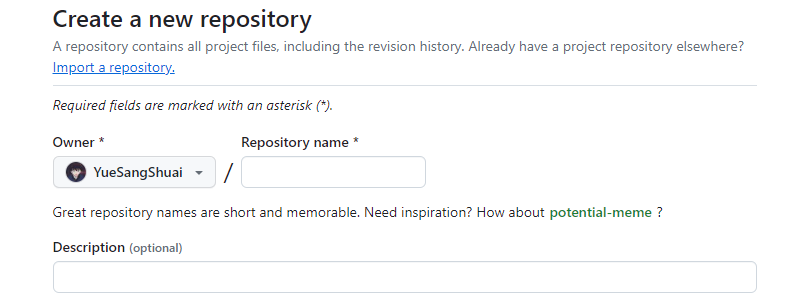 Create a new repository
A repository contains all project files, including the revision history. Already have a project repository elsewhere?
Import a repository.
Required fields are marked with an asterisk (*).
Owner * Repository name *
YueSangShuai /
Great repository names are short and memorable. Need inspiration? How about potential-meme ?
Description (optional)